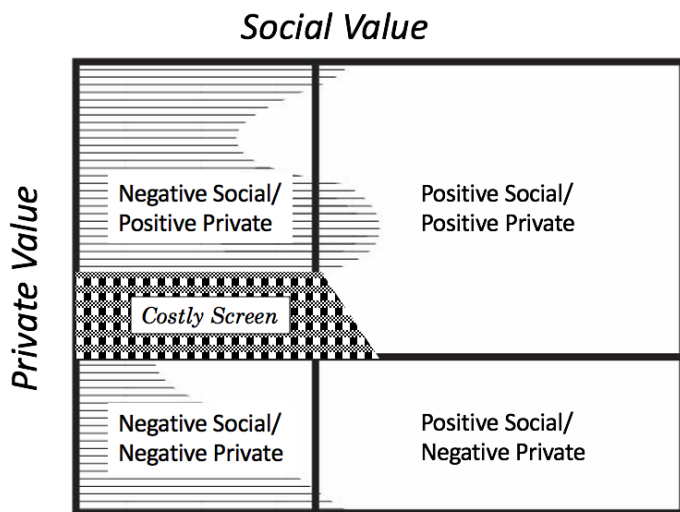 Social Value
Private Value
Negative Social/
Positive Private
Positive Social/
Positive Private
Costly Screen
Negative Social/
Negative Private
Positive Social/
Negative Private